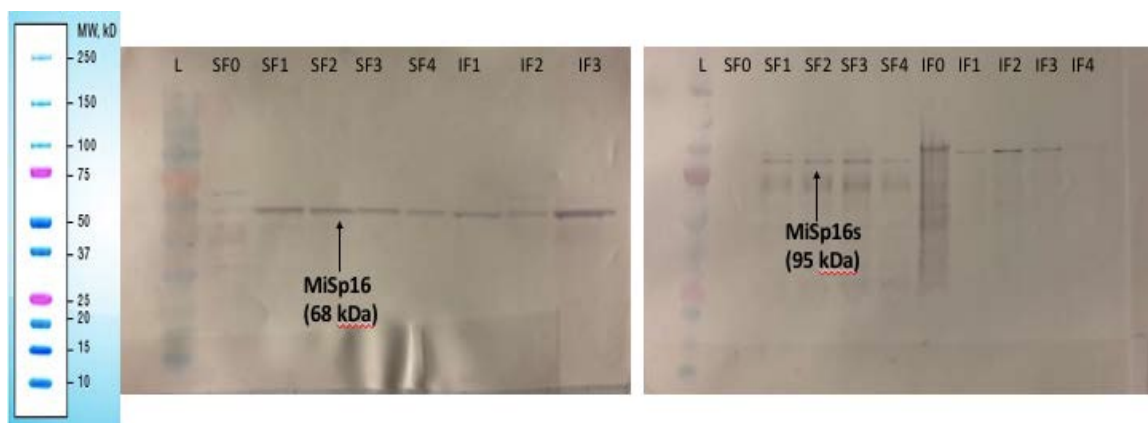 MW, kD
250
150
100
75
50
37
25
20
15
10
L SF0 SF1 SF2 SF3 SF4 IF1 IF2 IF3
MiSp16
(68 kDa)
L SF0 SF1 SF2 SF3 SF4 IF0 IF1 IF2 IF3 IF4
MiSp16s
(95 kDa)